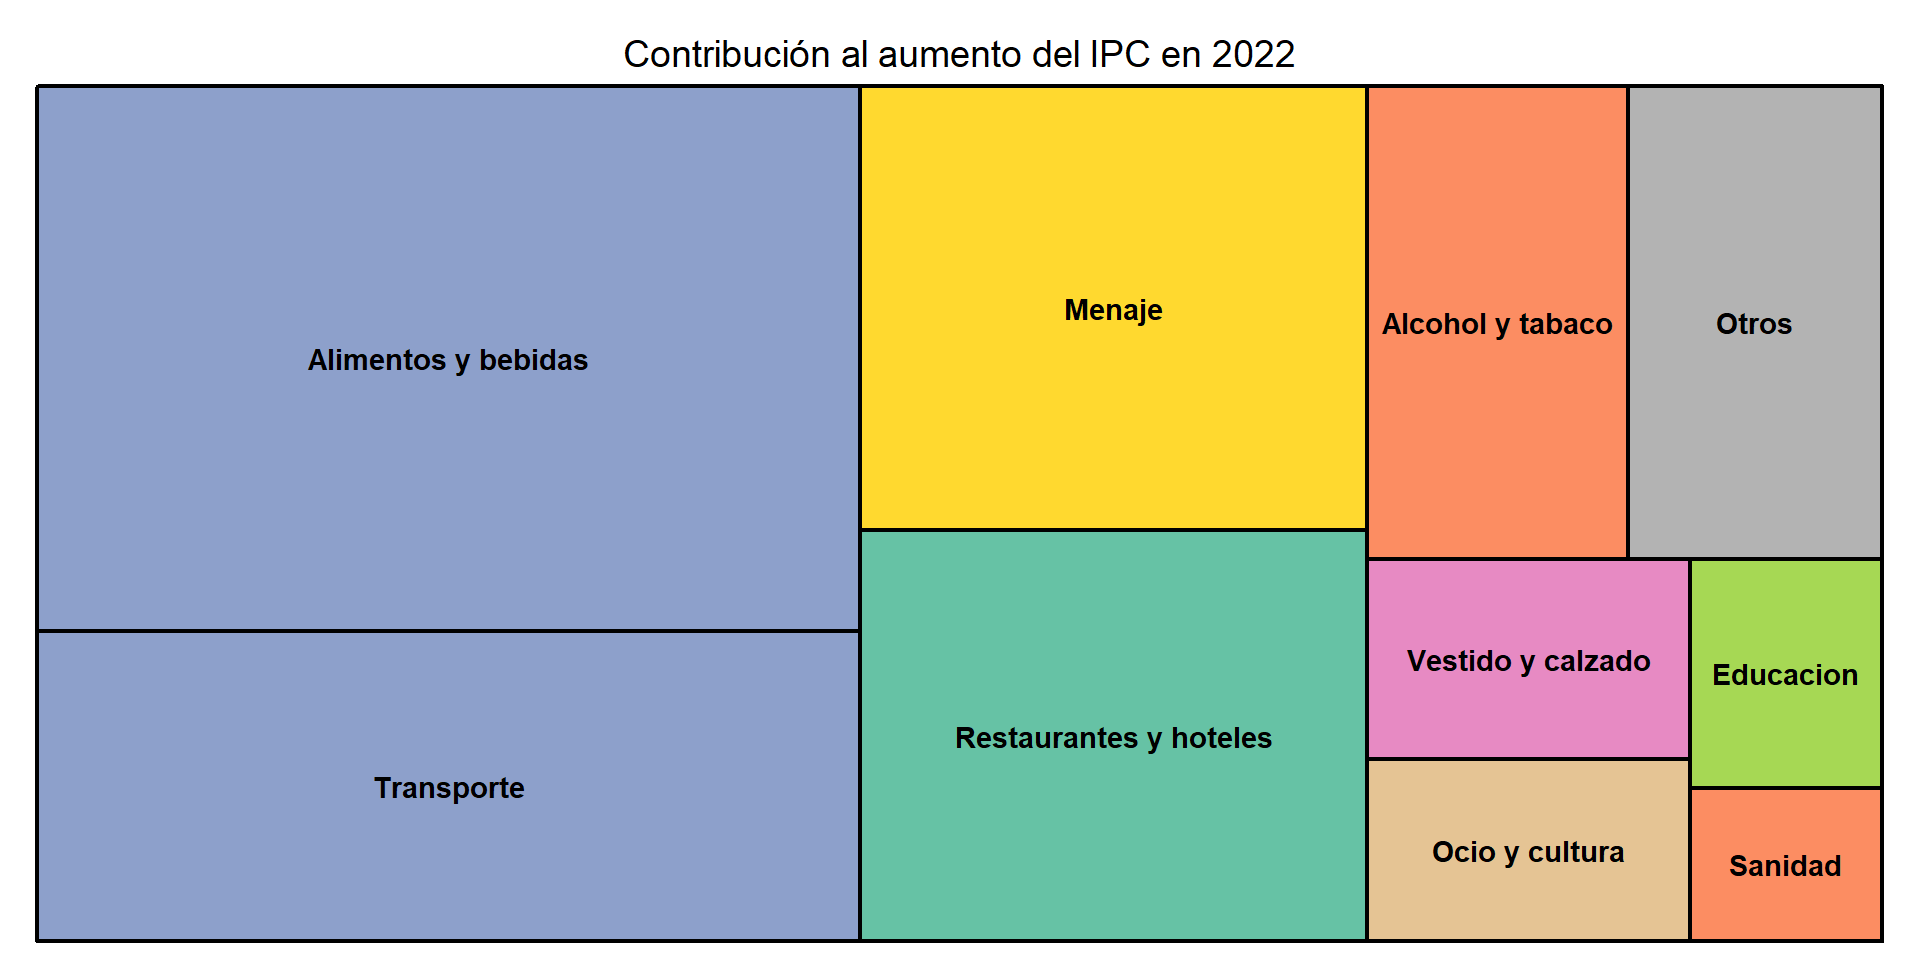 Contribución al aumento del IPC en 2022
Alimentos y bebidas
Transporte
Menaje
Restaurantes y hoteles
Alcohol y tabaco
Otros
Vestido y calzado
Educacion
Ocio y cultura
Sanidad